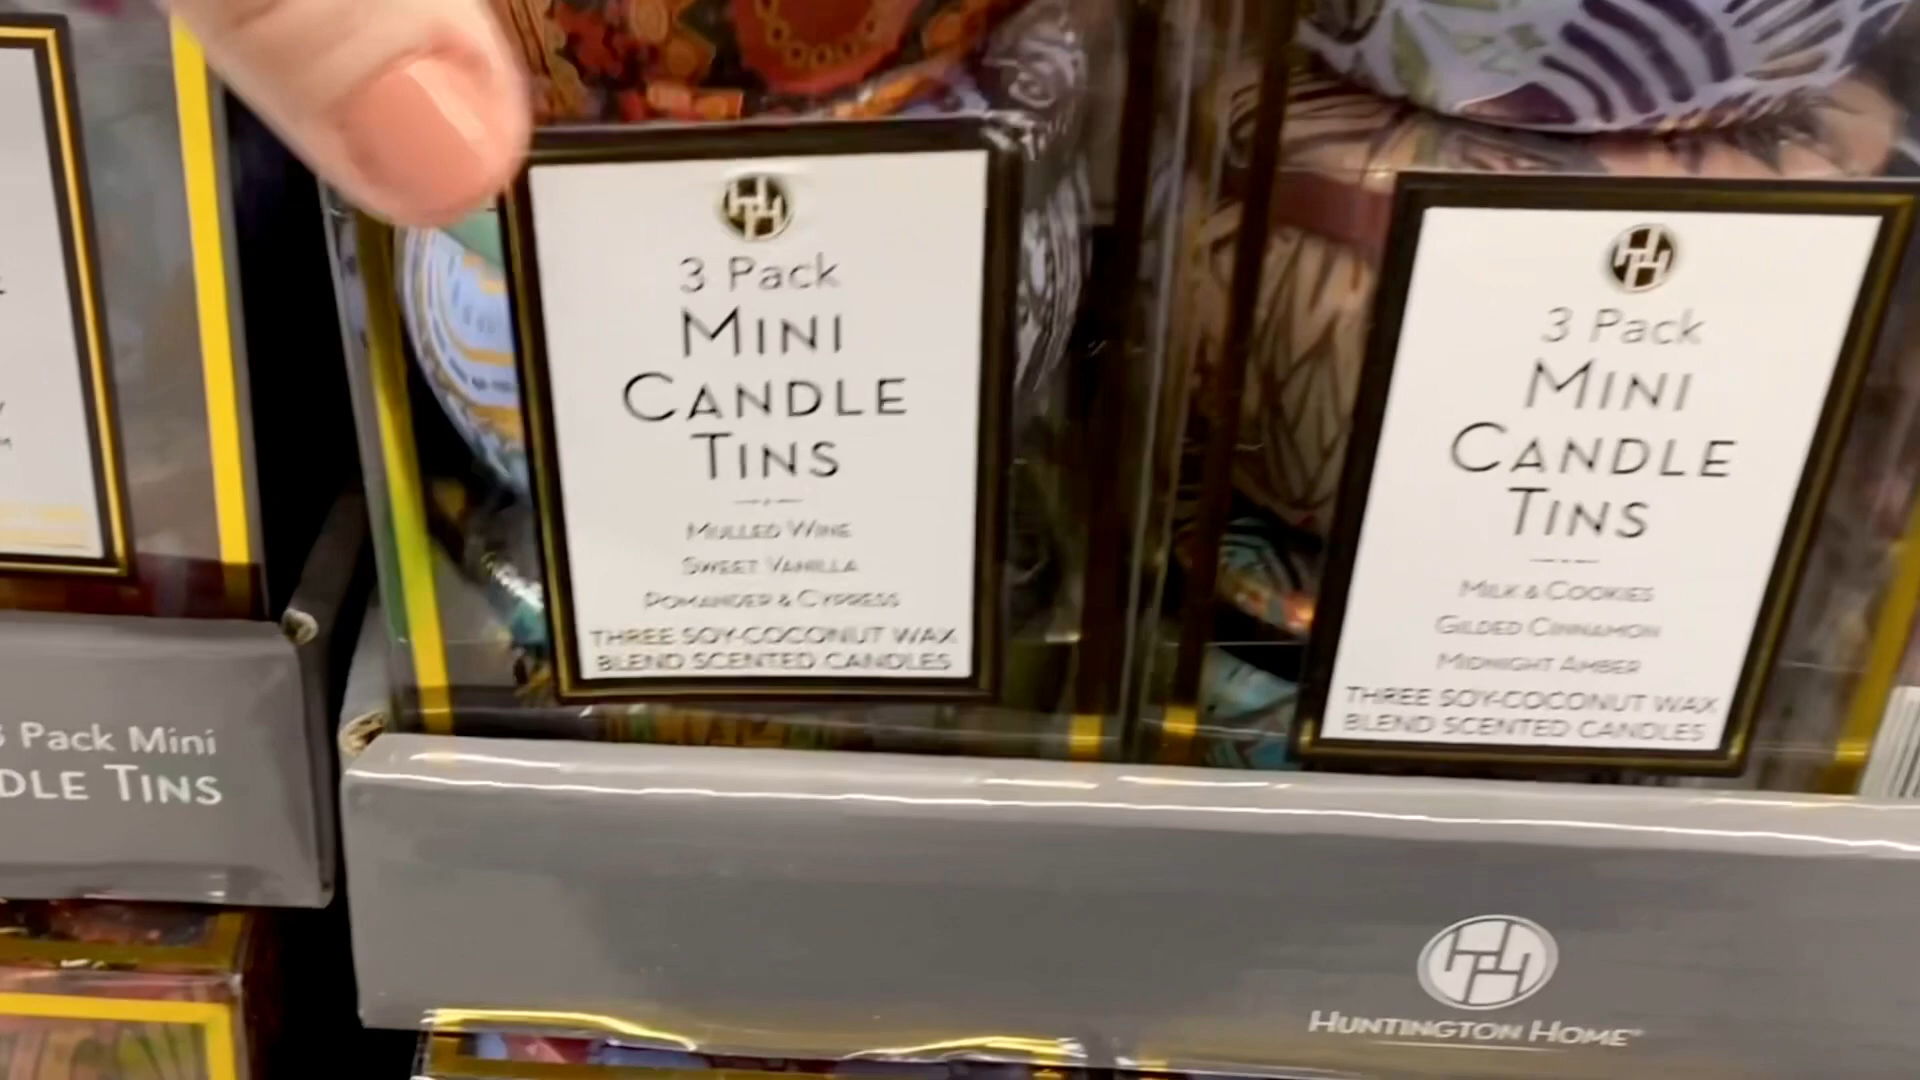 3 Pack
MINI
CANDLE
TINS
MULLED WINE
SWEET VANILLA
POMANDER & CYPRESS
THREE SOY-COCONUT WAX
BLEND SCENTED CANDLES
3 Pack
MINI
CANDLE
TINS
MILK & COOKIES
GILDED CINNAMON
MIDNIGHT AMBER
THREE SOY-COCONUT WAX
BLEND SCENTED CANDLES
3 Pack Mini
DLE TINS
HUNTINGTON HOME